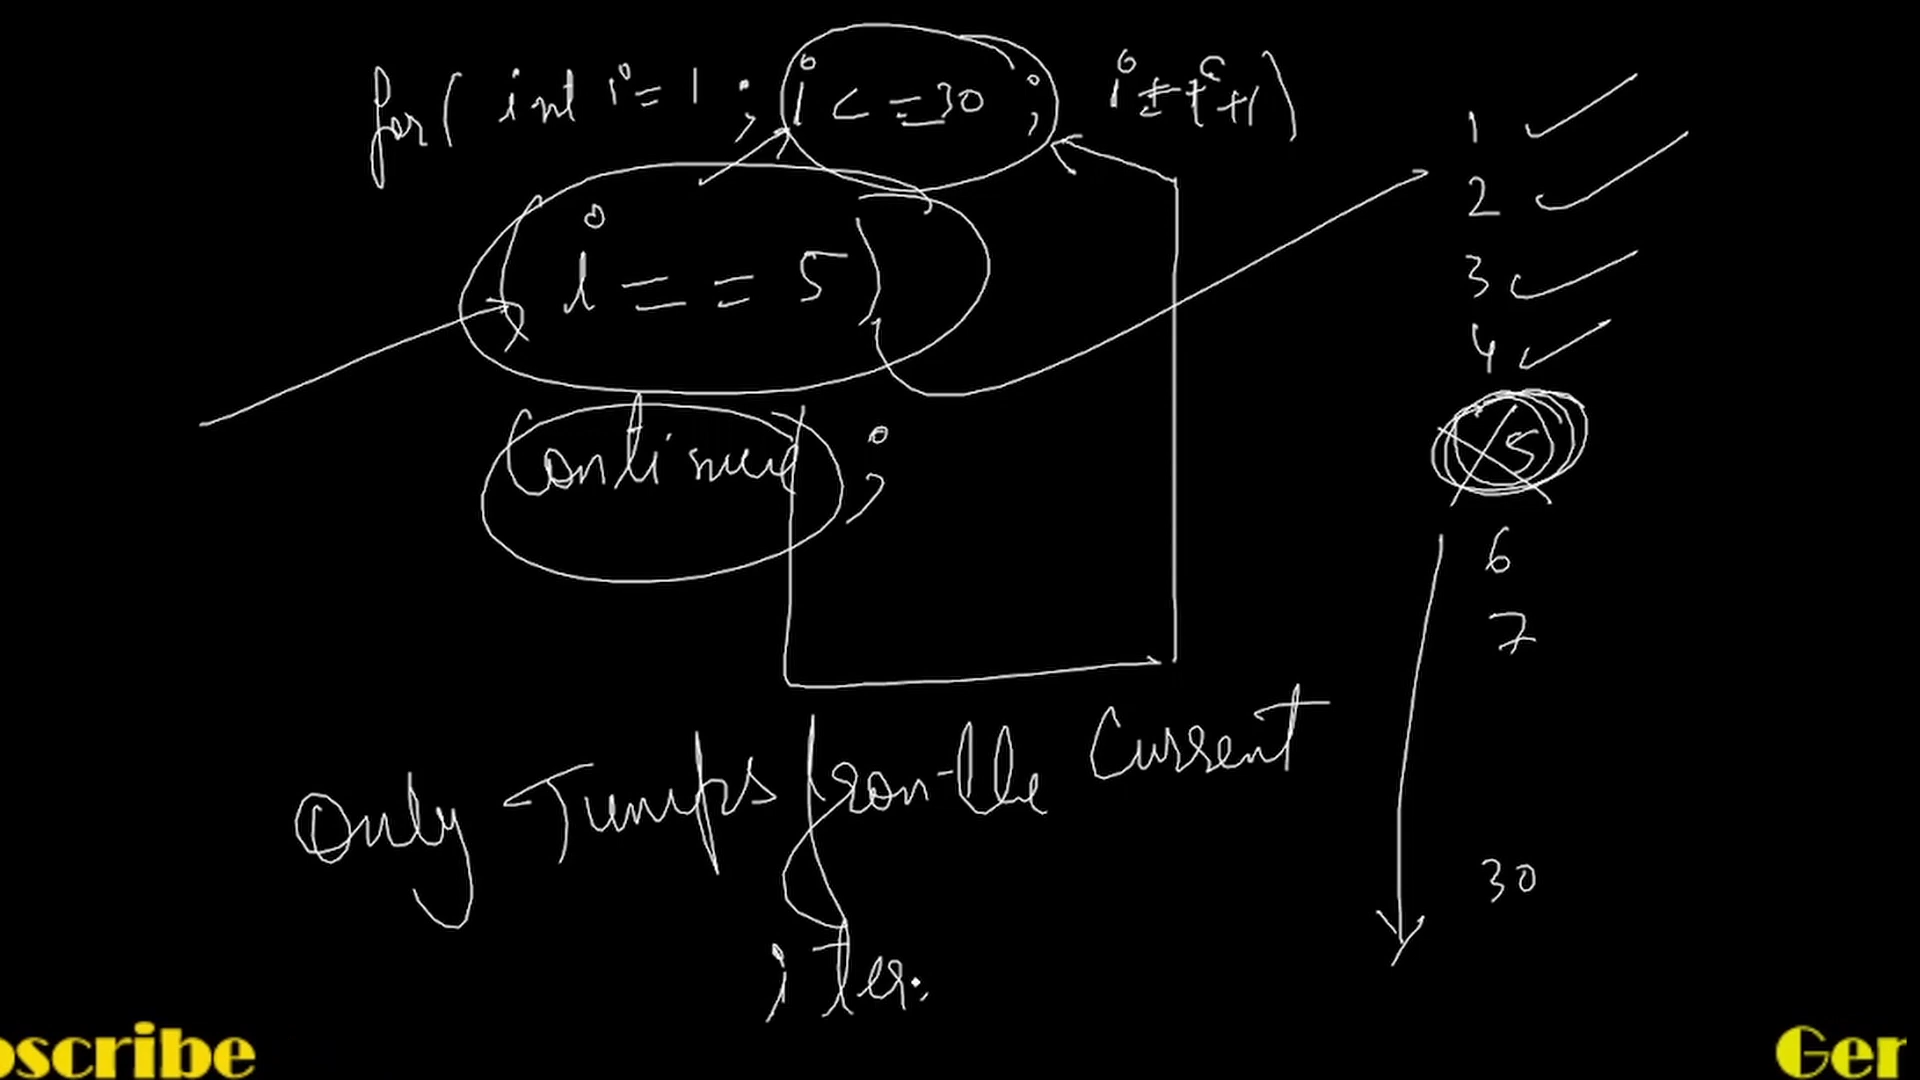 for( int i=1 ; i <=30 ; i=i+1)
( i == 5)
Continue ;
Only Jumps from the Current
iter.
1
2
3
4
5
6
7
30
bscribe
Ger